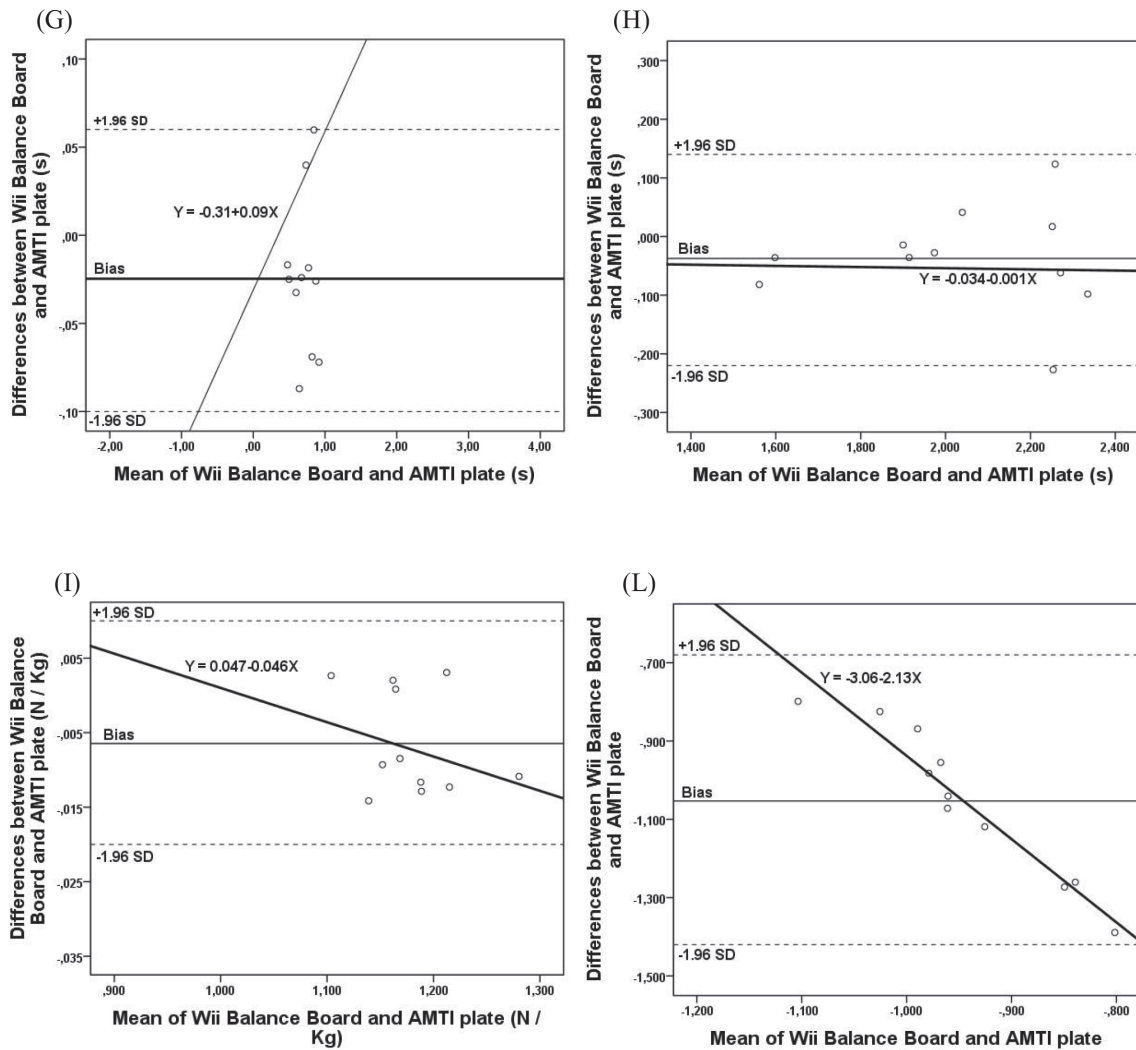 (G)
Differences between Wii Balance Board
and AMTI plate (s)
,10
,05
,00
-,05
-,10
+1.96 SD
Y = -0.31+0.09X
Bias
-1.96 SD
-2,00 -1,00 ,00 1,00 2,00 3,00 4,00
Mean of Wii Balance Board and AMTI plate (s)
(H)
Differences between Wii Balance Board
and AMTI plate (s)
,300
,200
,100
,000
-,100
-,200
-,300
+1.96 SD
Bias
Y = -0.034-0.001X
-1.96 SD
1,400 1,600 1,800 2,000 2,200 2,400
Mean of Wii Balance Board and AMTI plate (s)
(I)
Differences between Wii Balance
Board and AMTI plate (N / Kg)
,005
-,005
-,015
-,025
-,035
+1.96 SD
Y = 0.047-0.046X
Bias
-1.96 SD
,900 1,000 1,100 1,200 1,300
Mean of Wii Balance Board and AMTI plate (N /
Kg)
(L)
Differences between Wii Balance Board
and AMTI plate
-,700
-,900
-1,100
-1,300
-1,500
+1.96 SD
Y = -3.06-2.13X
Bias
-1.96 SD
-1,200 -1,100 -1,000 -,900 -,800
Mean of Wii Balance Board and AMTI plate